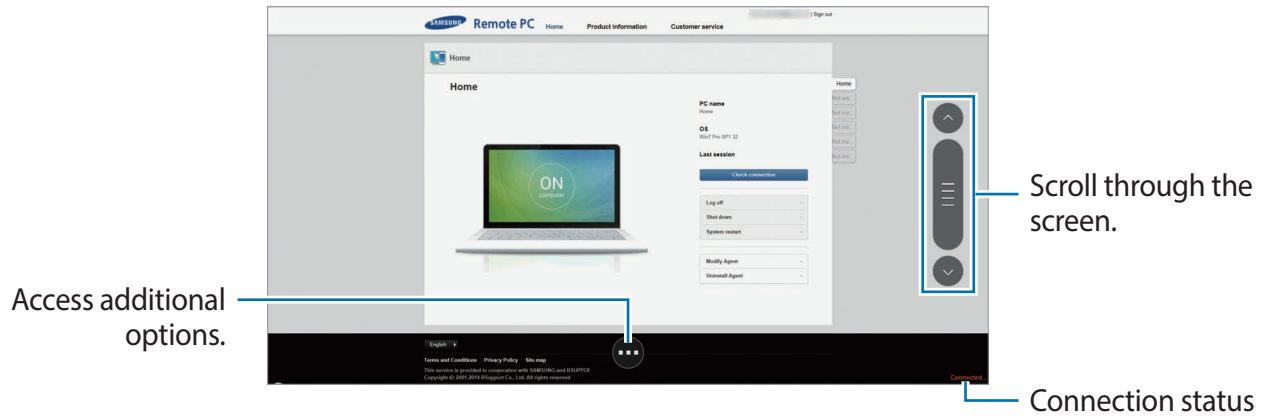 | Sign out
SAMSUNG Remote PC Home Product information Customer service
Home
Home
Home
PC name
Home
OS
Win7 Pro SP1 32
Last session
Check connection
ON
computer
Log off
Shut down
System restart
Modify Agent
Uninstall Agent
Scroll through the
screen.
Access additional
options.
English
Terms and Conditions Privacy Policy Site map
This service is provided in cooperation with SAMSUNG and RSUPPO
Copyright © 2001-2014 RSupport Co., Ltd. All rights reserved
Connected
Connection status